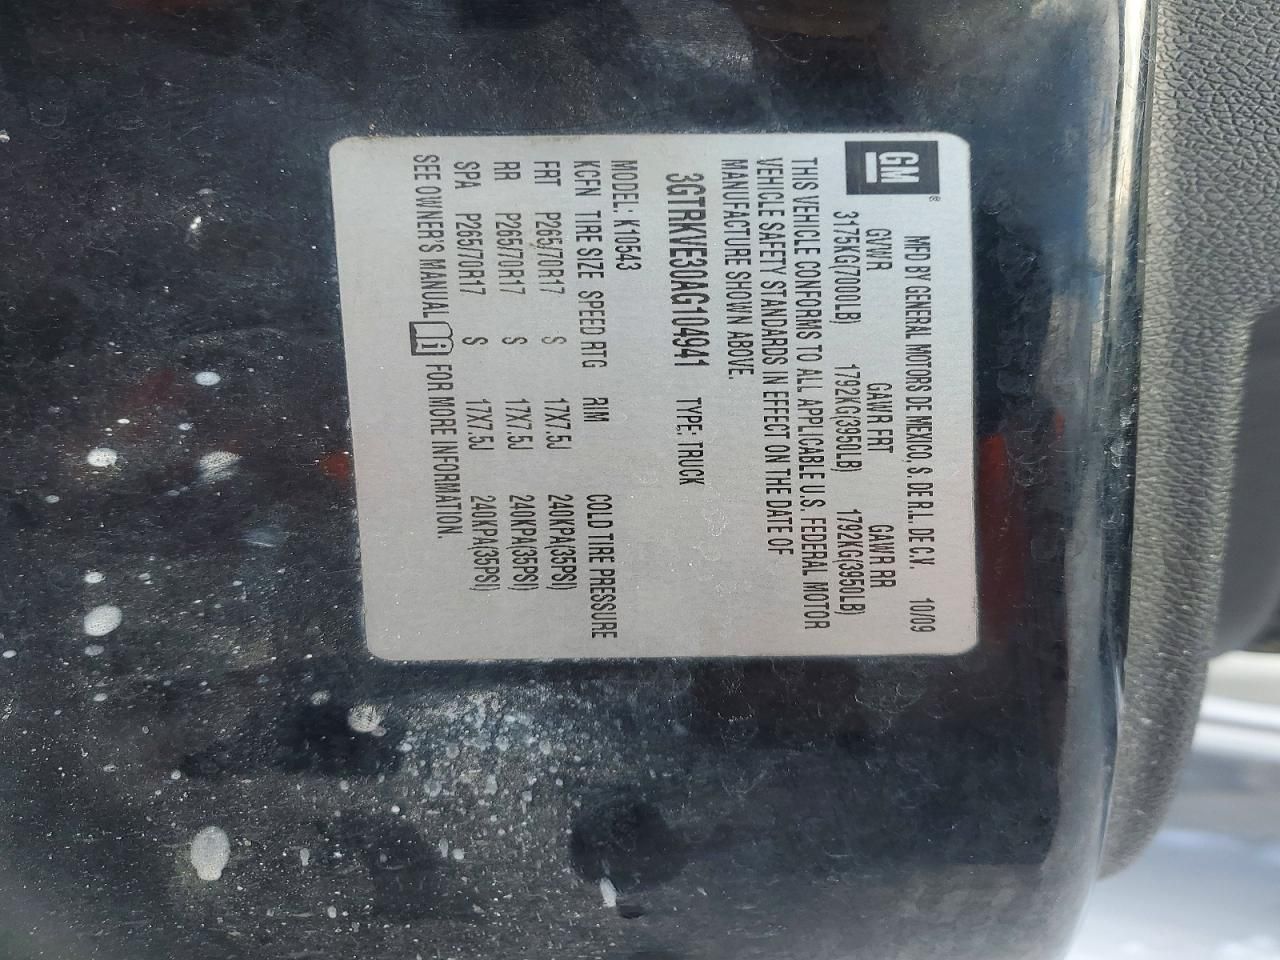 GM®
MFD BY GENERAL MOTORS DE MEXICO, S. DE R.L. DE C.V. 10/09
GVWR GAWR FRT GAWR RR
3175KG(7000LB) 1792KG(3950LB) 1792KG(3950LB)
THIS VEHICLE CONFORMS TO ALL APPLICABLE U.S. FEDERAL MOTOR
VEHICLE SAFETY STANDARDS IN EFFECT ON THE DATE OF
MANUFACTURE SHOWN ABOVE.
3GTRKVE30AG104941 TYPE: TRUCK
MODEL: K10543
KCFN TIRE SIZE SPEED RTG RIM COLD TIRE PRESSURE
FRT P265/70R17 S 17X7.5J 240KPA(35PSI)
RR P265/70R17 S 17X7.5J 240KPA(35PSI)
SPA P265/70R17 S 17X7.5J 240KPA(35PSI)
SEE OWNER'S MANUAL FOR MORE INFORMATION.